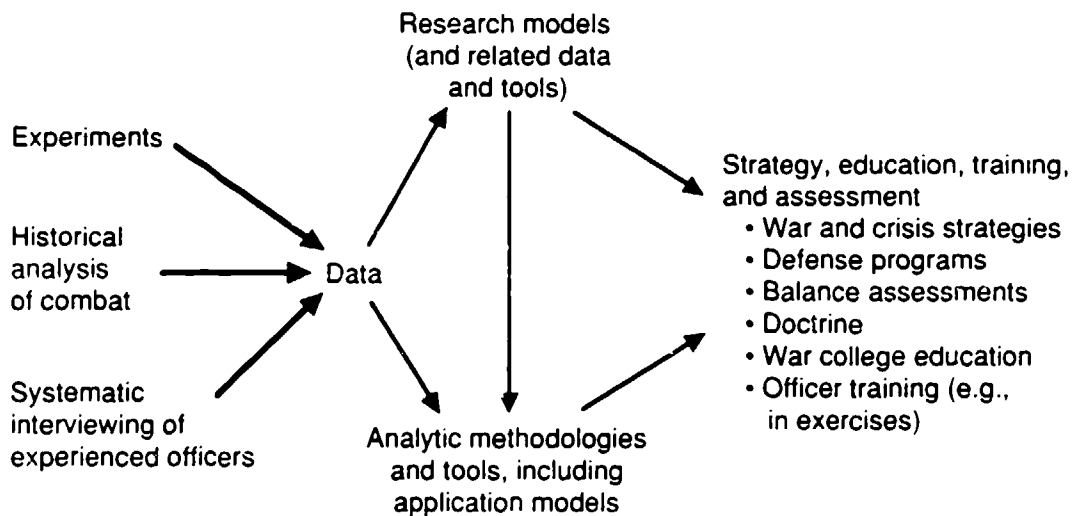 Research models
(and related data
and tools)
Experiments
Historical
analysis
of combat
Data
Systematic
interviewing of
experienced officers
Analytic methodologies
and tools, including
application models
Strategy, education, training,
and assessment
• War and crisis strategies
• Defense programs
• Balance assessments
• Doctrine
• War college education
• Officer training (e.g.,
in exercises)